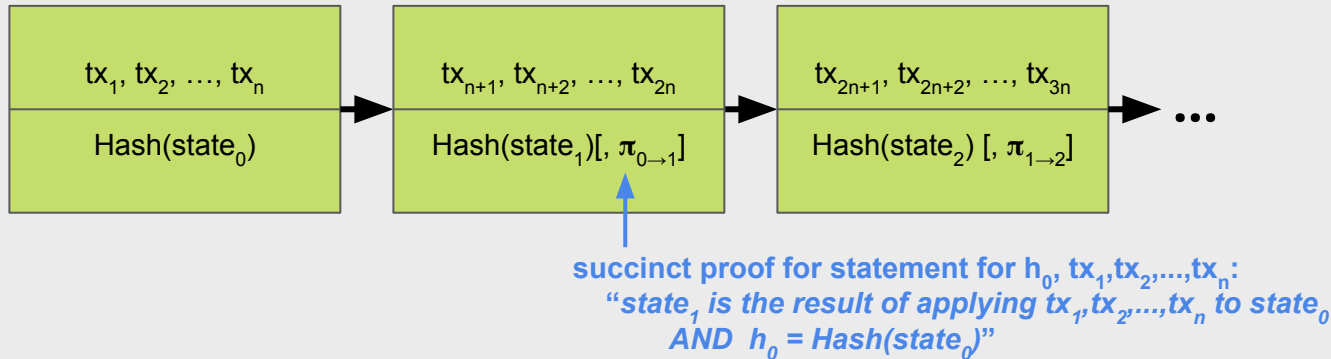 tx₁, tx₂, …, txₙ
Hash(state₀)
txₙ₊₁, txₙ₊₂, …, tx₂ₙ
Hash(state₁)[, π₀→₁]
tx₂ₙ₊₁, tx₂ₙ₊₂, …, tx₃ₙ
Hash(state₂) [, π₁→₂]
...
succinct proof for statement for h₀, tx₁,tx₂,...,txₙ:
“state₁ is the result of applying tx₁,tx₂,...,txₙ to state₀
AND h₀ = Hash(state₀)”